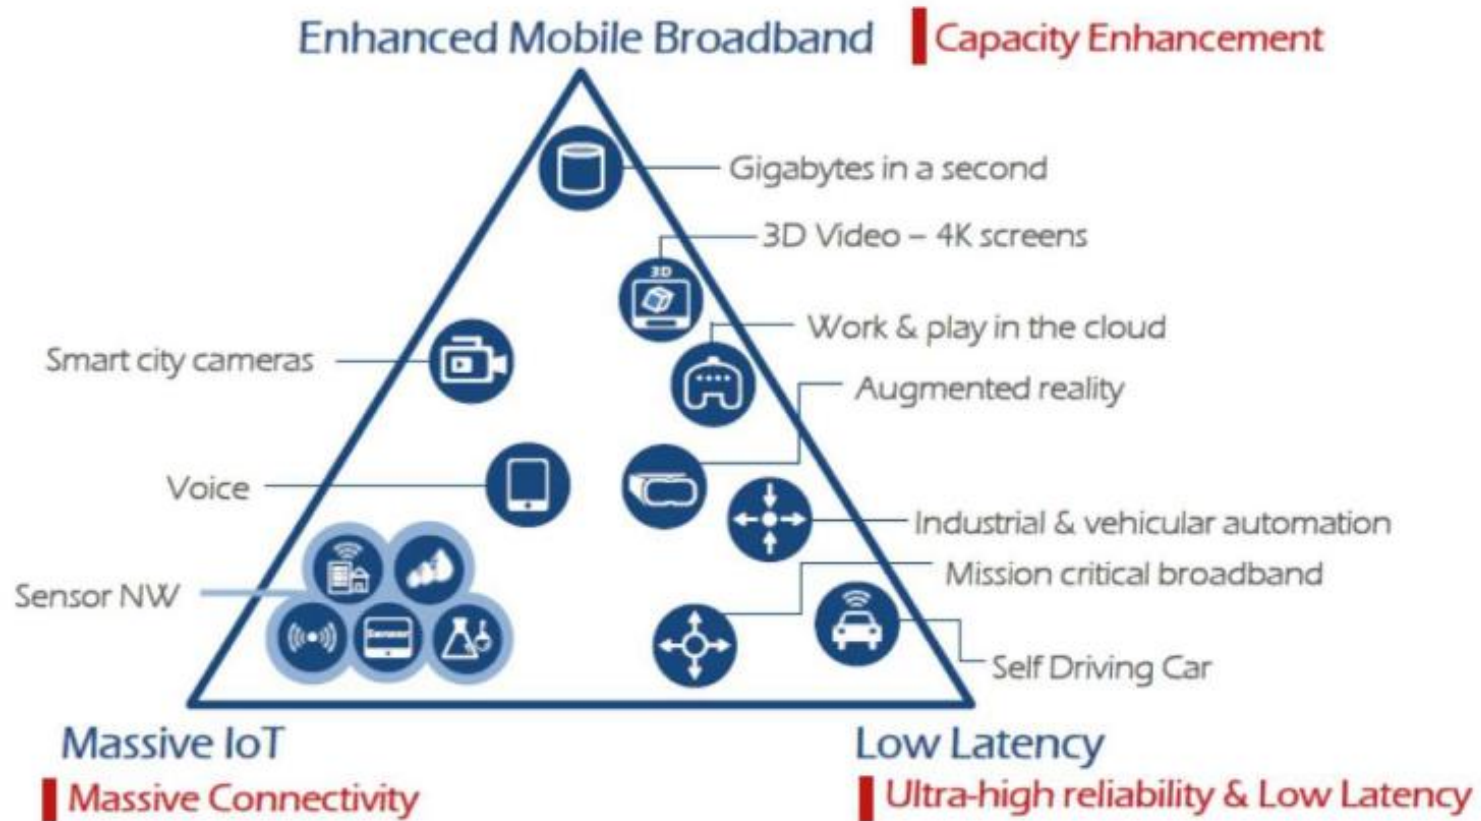 Enhanced Mobile Broadband
Capacity Enhancement
Gigabytes in a second
3D Video – 4K screens
3D
Work & play in the cloud
Smart city cameras
Augmented reality
Voice
Industrial & vehicular automation
Mission critical broadband
Sensor NW
Sensor
Self Driving Car
Massive IoT
Low Latency
Massive Connectivity
Ultra-high reliability & Low Latency